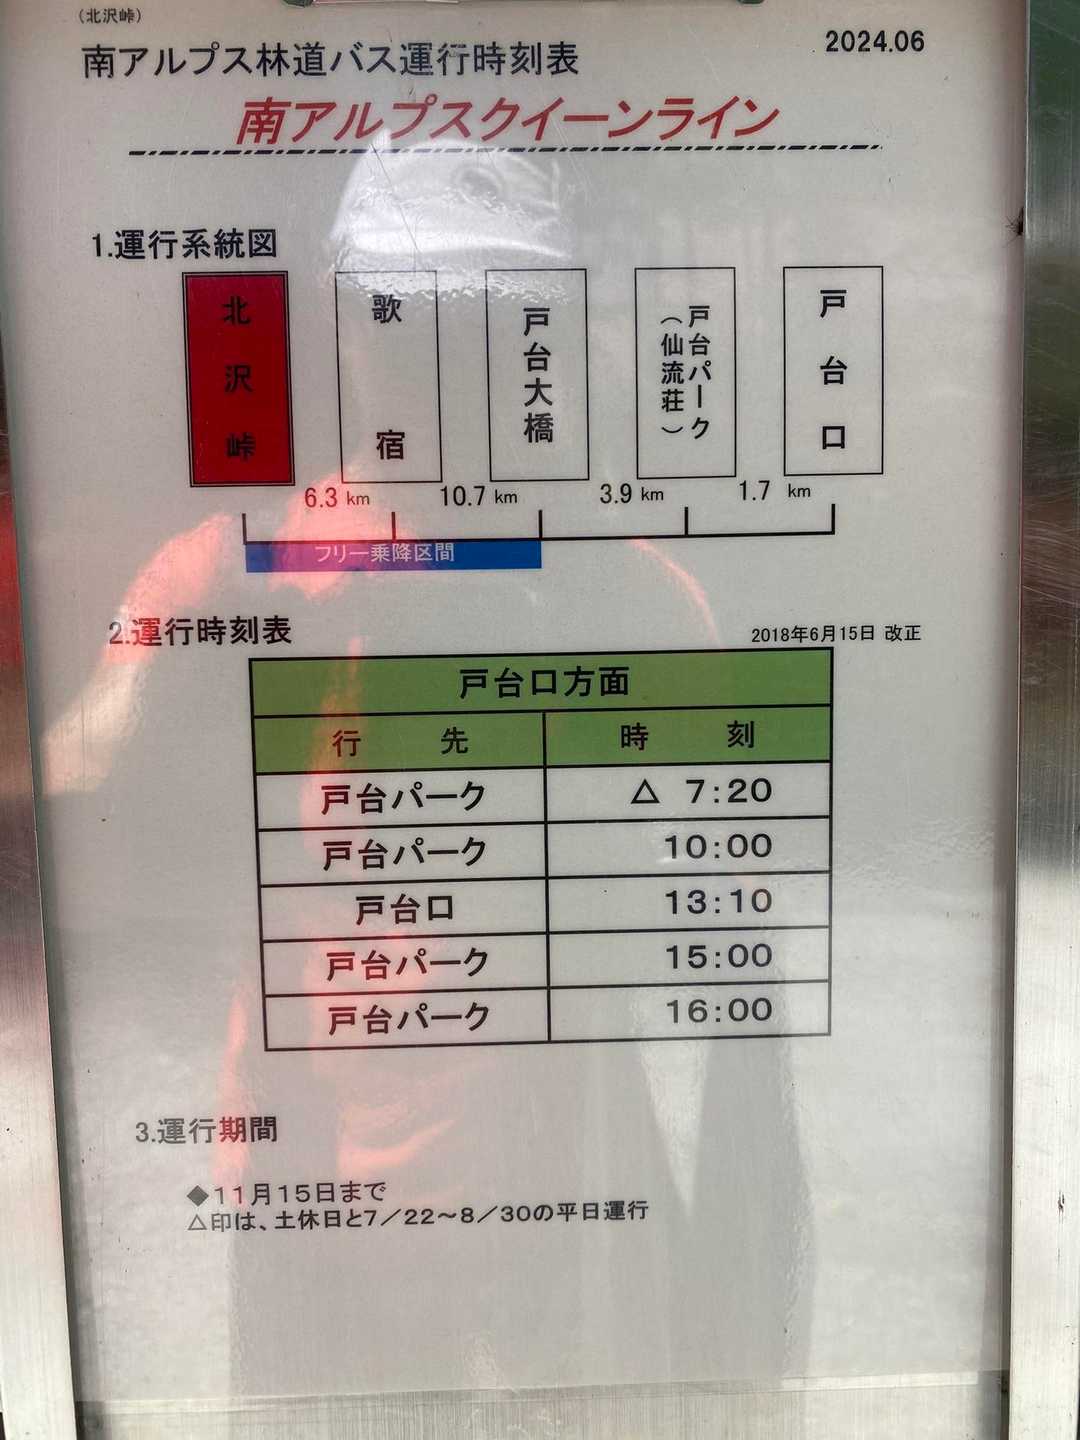 （北沢峠）
南アルプス林道バス運行時刻表
2024.06
南アルプスクイーンライン
1.運行系統図
北沢峠
歌宿
戸台大橋
戸台パーク
（仙流荘）
戸台口
6.3 km 10.7 km 3.9 km 1.7 km
フリー乗降区間
2.運行時刻表
2018年6月15日 改正
戸台口方面
行先 時刻
戸台パーク △ 7:20
戸台パーク 10:00
戸台口 13:10
戸台パーク 15:00
戸台パーク 16:00
3.運行期間
◆11月15日まで
△印は、土休日と7／22～8／30の平日運行